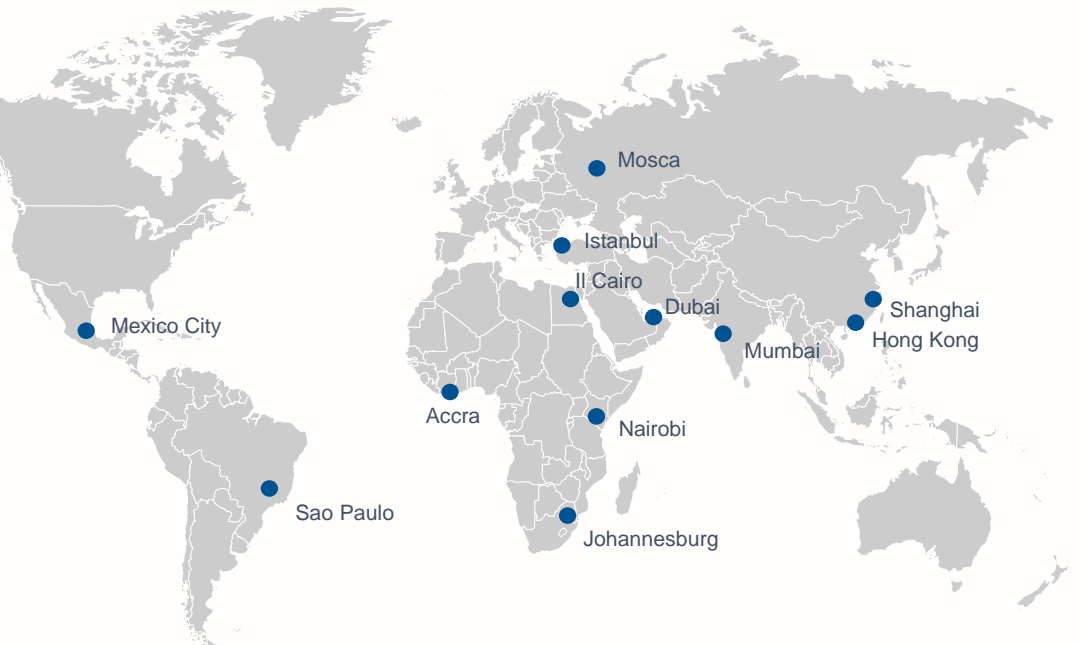 Mosca
Istanbul
Il Cairo
Dubai
Shanghai
Mexico City
Hong Kong
Mumbai
Accra
Nairobi
Sao Paulo
Johannesburg